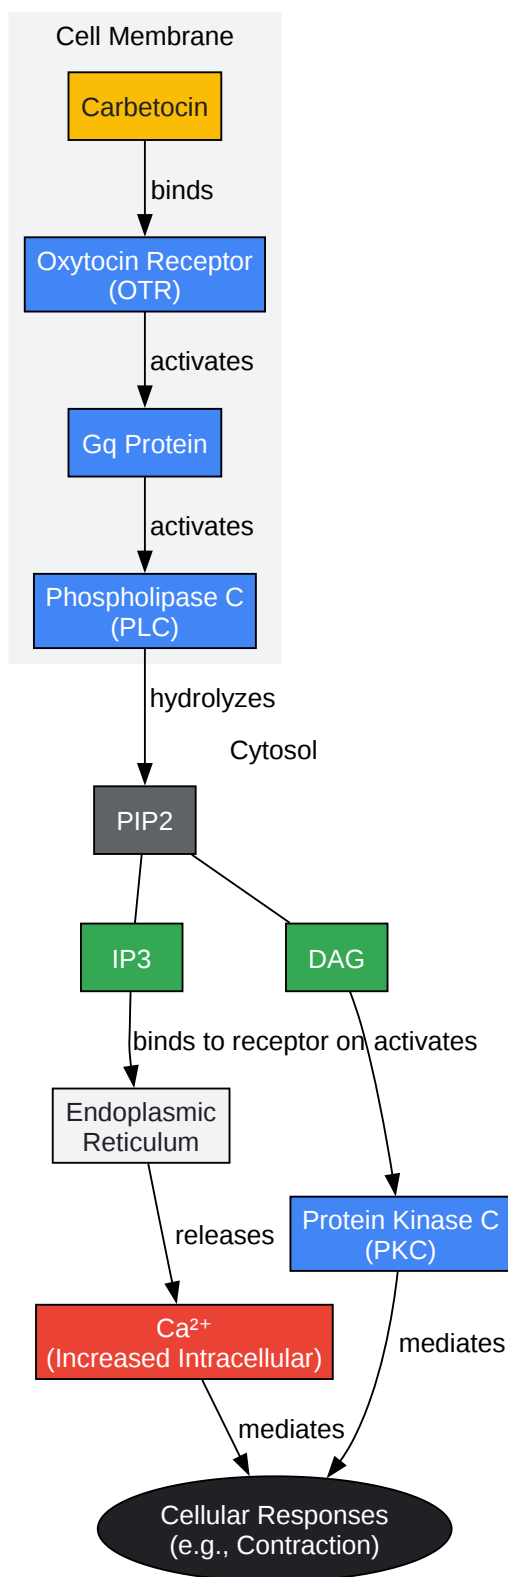 Cell Membrane
Carbetocin
binds
Oxytocin Receptor
(OTR)
activates
Gq Protein
activates
Phospholipase C
(PLC)
hydrolyzes
Cytosol
PIP2
IP3
DAG
binds to receptor on
activates
Endoplasmic
Reticulum
releases
Protein Kinase C
(PKC)
Ca²⁺
(Increased Intracellular)
mediates
mediates
Cellular Responses
(e.g., Contraction)